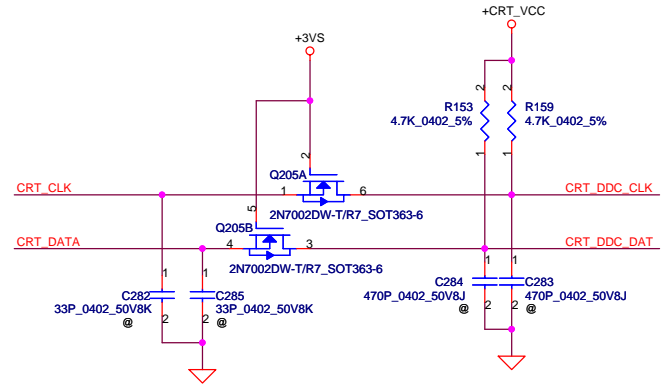 +CRT_VCC
+3VS
2
2
R153
4.7K_0402_5%
R159
4.7K_0402_5%
1
1
2
Q205A
CRT_CLK
1
6
CRT_DDC_CLK
2N7002DW-T/R7_SOT363-6
5
Q205B
CRT_DATA
4
3
CRT_DDC_DAT
2N7002DW-T/R7_SOT363-6
1
1
C282
33P_0402_50V8K
@
C285
33P_0402_50V8K
@
2
2
1
1
C284
470P_0402_50V8J
@
C283
470P_0402_50V8J
@
2
2